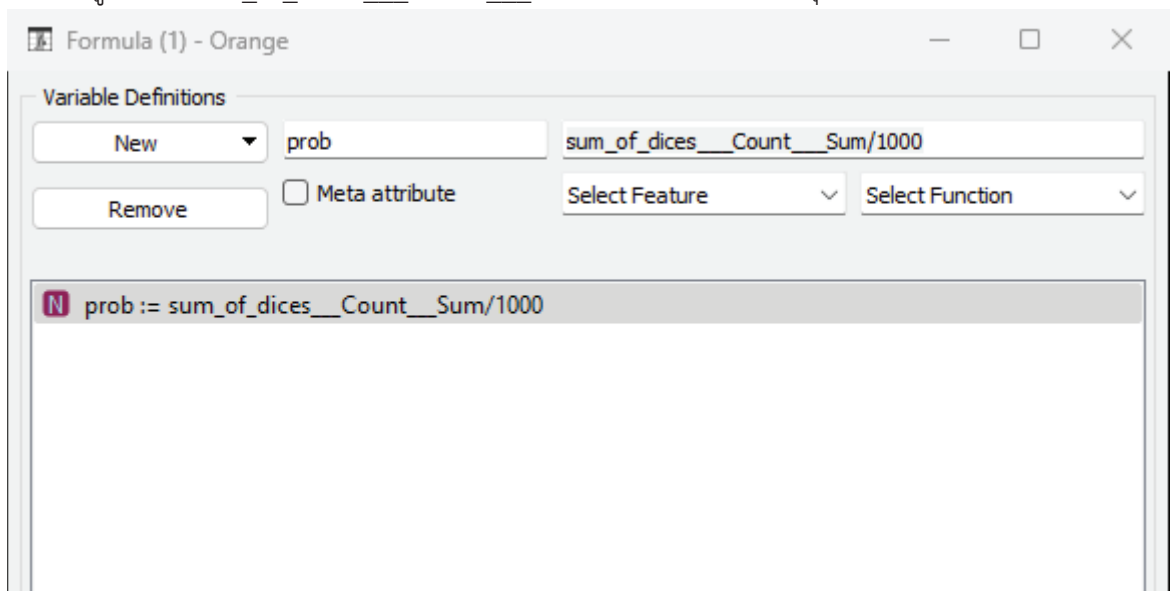 Formula (1) - Orange
Variable Definitions
New prob sum_of_dices___Count___Sum/1000
Remove Meta attribute Select Feature Select Function
N prob := sum_of_dices___Count___Sum/1000